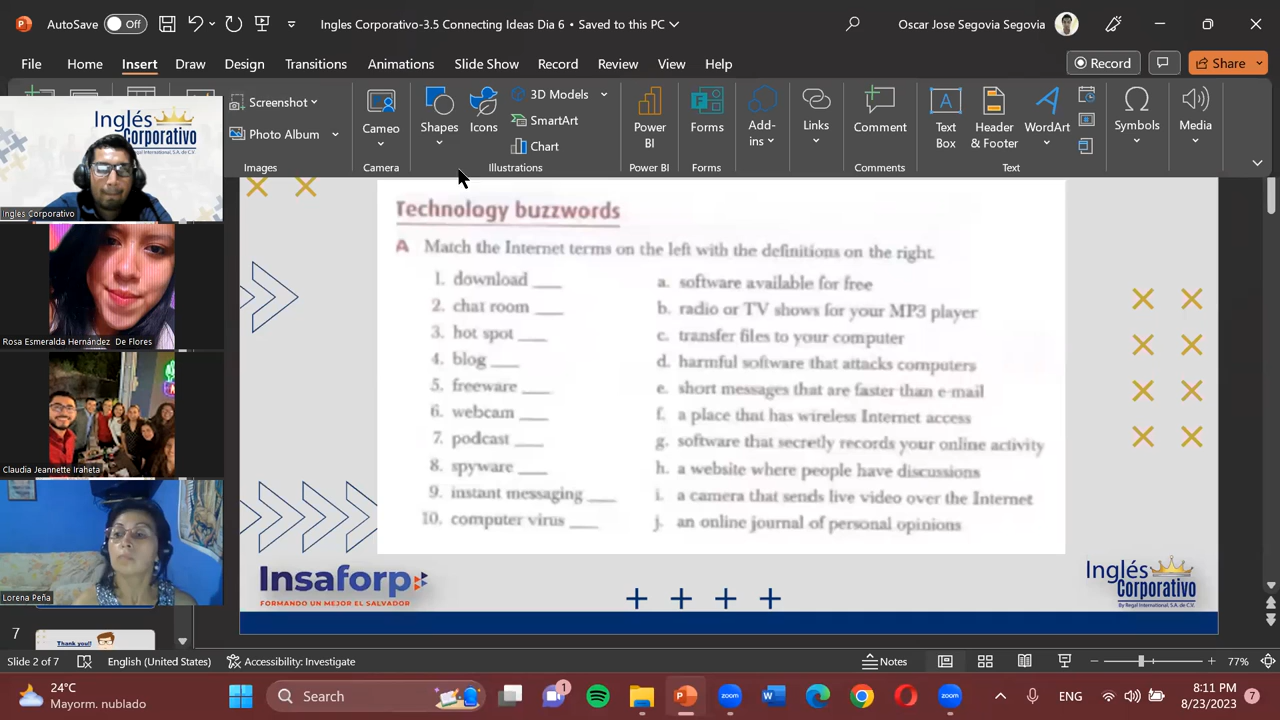 AutoSave Off Ingles Corporativo-3.5 Connecting Ideas Dia 6 • Saved to this PC Oscar Jose Segovia Segovia
File Home Insert Draw Design Transitions Animations Slide Show Record Review View Help Record Share
Screenshot
Photo Album
Images
Cameo
Camera
Shapes
Icons
3D Models
SmartArt
Chart
Illustrations
Power BI
Power BI
Forms
Forms
Add-ins
Link
Comment
Comments
Text Box
Header & Footer
WordArt
Text
Symbols
Media
Inglés Corporativo
Ingles Corporativo
Rosa Esmeralda Hernández De Flores
Claudia Jeannette Iraheta
Lorena Peña
7
Thank you!!
Technology buzzwords
A Match the Internet terms on the left with the definitions on the right.
1. download ___ a. software available for free
2. chat room ___ b. radio or TV shows for your MP3 player
3. hot spot ___ c. transfer files to your computer
4. blog ___ d. harmful software that attacks computers
5. freeware ___ e. short messages that are faster than e-mail
6. webcam ___ f. a place that has wireless Internet access
7. podcast ___ g. software that secretly records your online activity
8. spyware ___ h. a website where people have discussions
9. instant messaging ___ i. a camera that sends live video over the Internet
10. computer virus ___ j. an online journal of personal opinions
Insaforp
FORMANDO UN MEJOR EL SALVADOR
Inglés Corporativo
By Regal International, S.A. de C.V.
Slide 2 of 7 English (United States) Accessibility: Investigate Notes 77%
24°C
Mayorm. nublado
Search
1
ENG
8:11 PM
8/23/2023
7